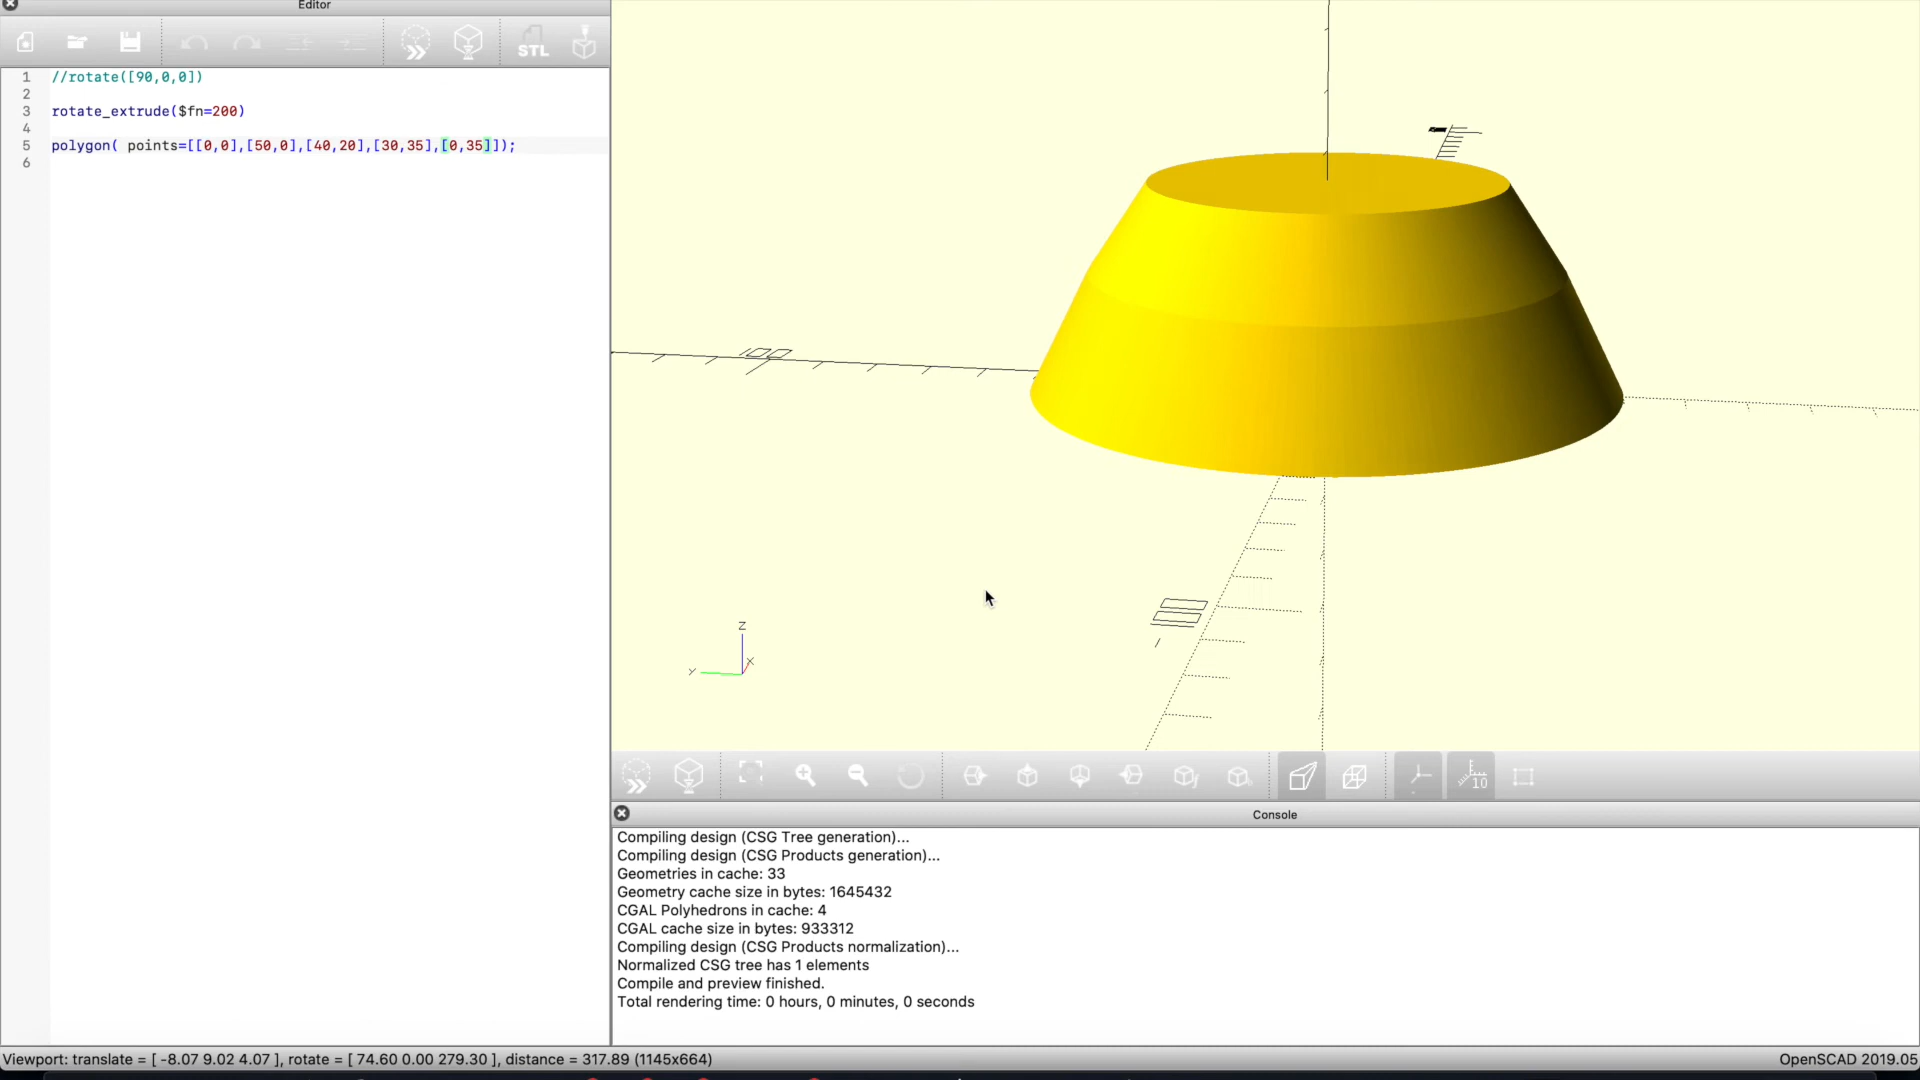 Editor
STL
1 //rotate([90,0,0])
2
3 rotate_extrude($fn=200)
4
5 polygon( points=[[0,0],[50,0],[40,20],[30,35],[0,35]]);
6
100
Z
X
Y
10
Console
Compiling design (CSG Tree generation)...
Compiling design (CSG Products generation)...
Geometries in cache: 33
Geometry cache size in bytes: 1645432
CGAL Polyhedrons in cache: 4
CGAL cache size in bytes: 933312
Compiling design (CSG Products normalization)...
Normalized CSG tree has 1 elements
Compile and preview finished.
Total rendering time: 0 hours, 0 minutes, 0 seconds
Viewport: translate = [ -8.07 9.02 4.07 ], rotate = [ 74.60 0.00 279.30 ], distance = 317.89 (1145x664)
OpenSCAD 2019.05